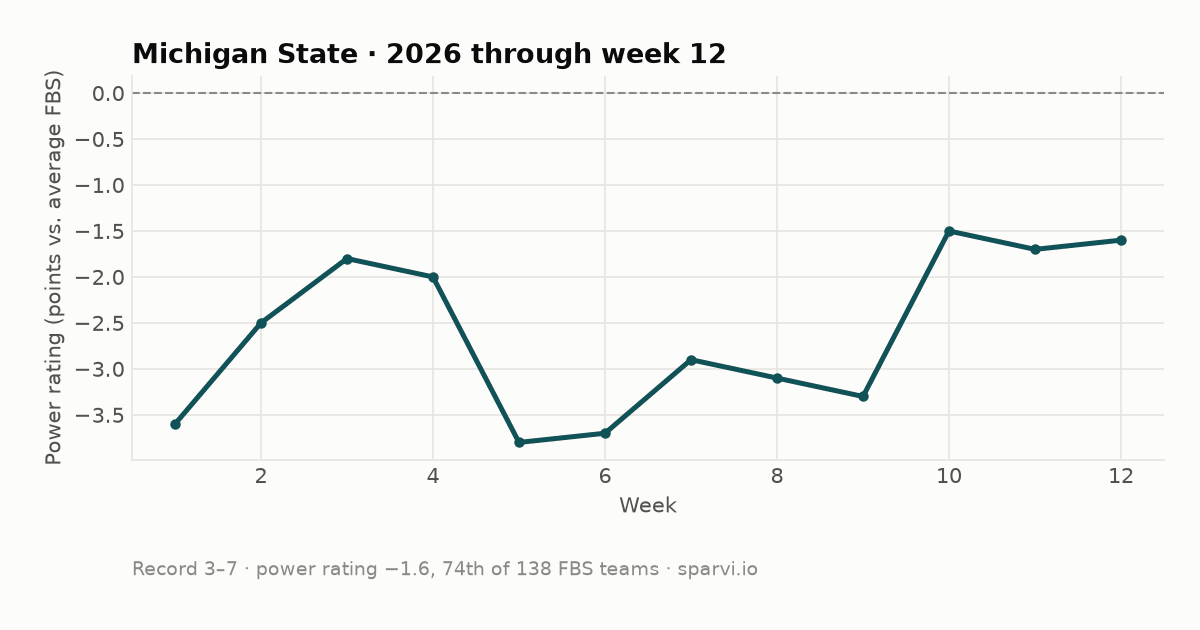 Michigan State · 2026 through week 12
Power rating (points vs. average FBS)
0.0
−0.5
−1.0
−1.5
−2.0
−2.5
−3.0
−3.5
2 4 6 8 10 12
Week
Record 3–7 · power rating −1.6, 74th of 138 FBS teams · sparvi.io